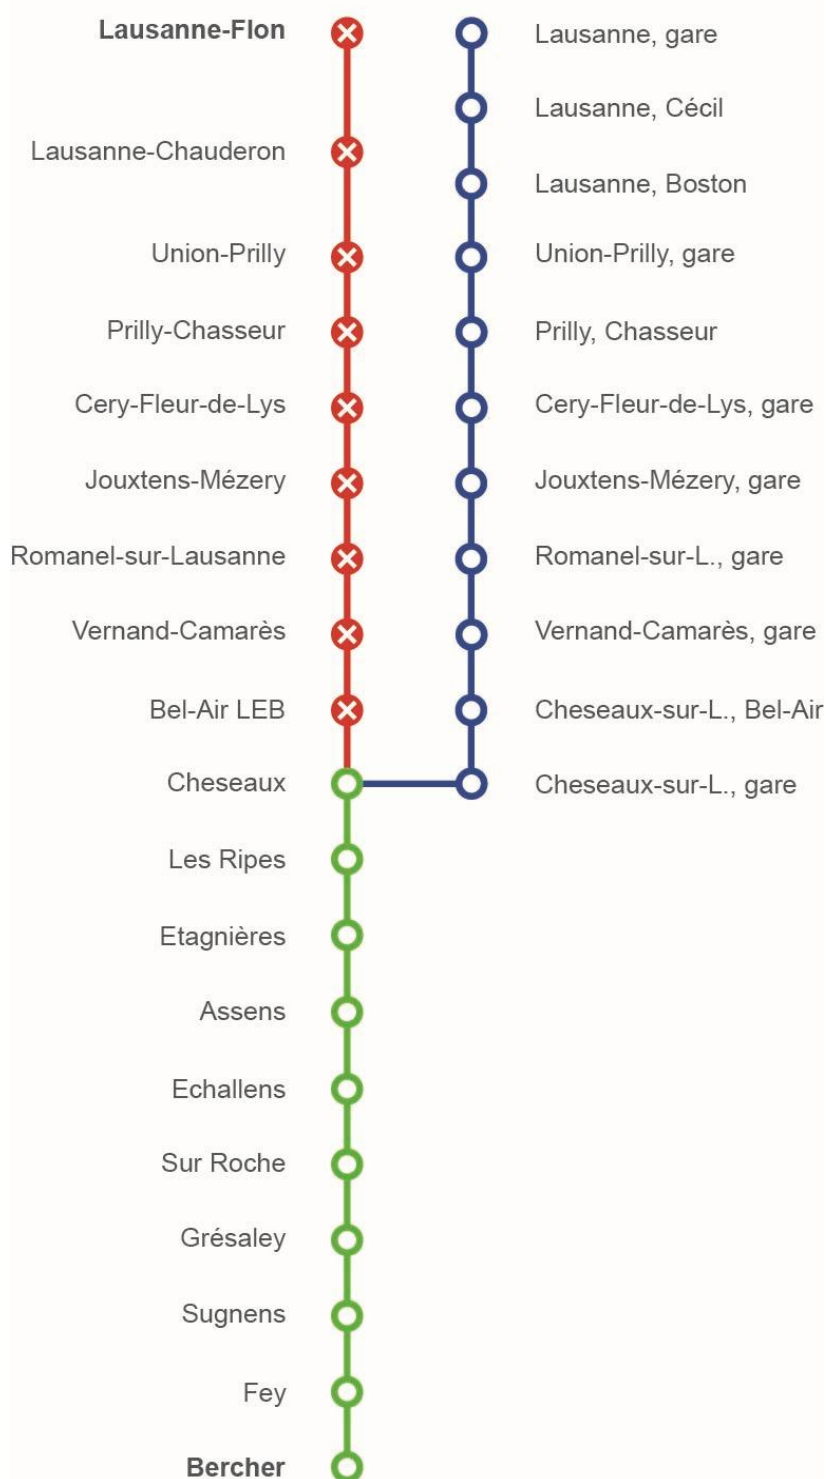 Lausanne-Flon
Lausanne, gare
Lausanne, Cécil
Lausanne-Chauderon
Lausanne, Boston
Union-Prilly
Union-Prilly, gare
Prilly-Chasseur
Prilly, Chasseur
Cery-Fleur-de-Lys
Cery-Fleur-de-Lys, gare
Jouxtens-Mézery
Jouxtens-Mézery, gare
Romanel-sur-Lausanne
Romanel-sur-L., gare
Vernand-Camarès
Vernand-Camarès, gare
Bel-Air LEB
Cheseaux-sur-L., Bel-Air
Cheseaux
Cheseaux-sur-L., gare
Les Ripes
Etagnières
Assens
Echallens
Sur Roche
Grésaley
Sugnens
Fey
Bercher